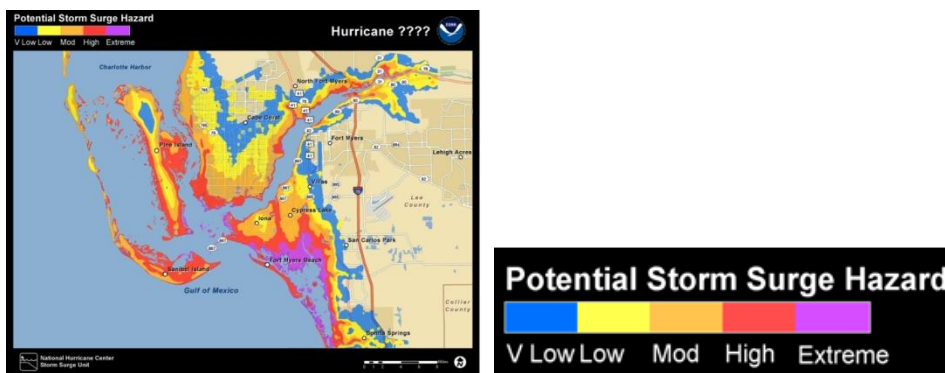 Potential Storm Surge Hazard
V Low Low Mod High Extreme
Hurricane ????
Charlotte Harbor
North Fort Myers
Cape Coral
Fort Myers
Lehigh Acres
Pine Island
Villas
Lee
County
Iona
Cypress Lake
San Carlos Park
Sanibel Island
Fort Myers Beach
Gulf of Mexico
Collier
County
Bonita Springs
National Hurricane Center
Storm Surge Unit
Potential Storm Surge Hazard
V Low Low Mod High Extreme